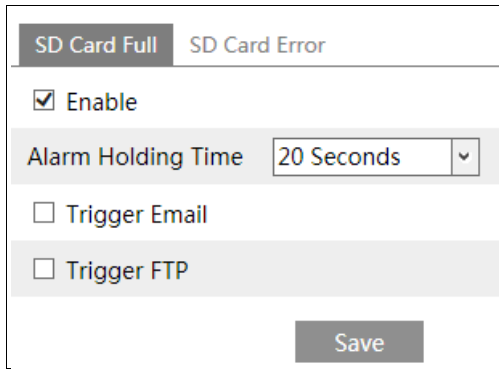 SD Card Full SD Card Error
Enable
Alarm Holding Time 20 Seconds
Trigger Email
Trigger FTP
Save